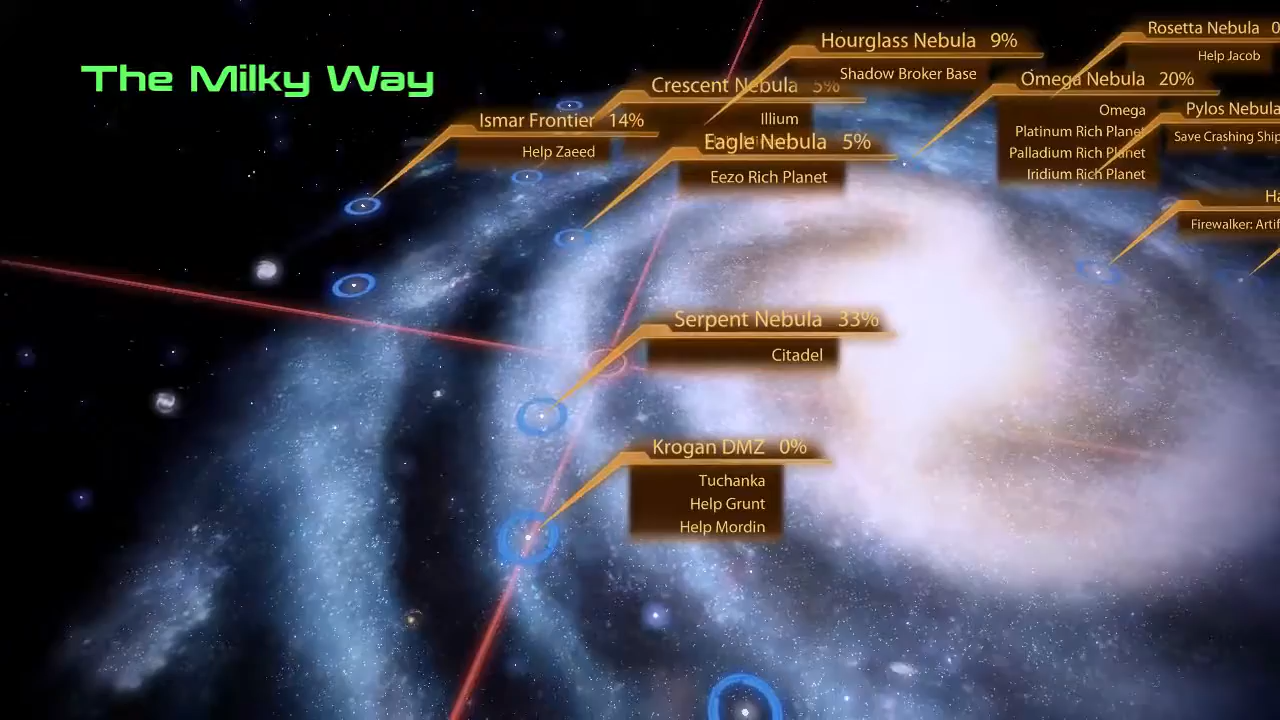 The Milky Way
Hourglass Nebula 9%
Shadow Broker Base
Rosetta Nebula
Help Jacob
Crescent Nebula 5%
Illium
Omega Nebula 20%
Omega
Platinum Rich Planet
Palladium Rich Planet
Iridium Rich Planet
Pylos Nebula
Save Crashing Ship
Ismar Frontier 14%
Help Zaeed
Eagle Nebula 5%
Eezo Rich Planet
Firewalker:
Serpent Nebula 33%
Citadel
Krogan DMZ 0%
Tuchanka
Help Grunt
Help Mordin